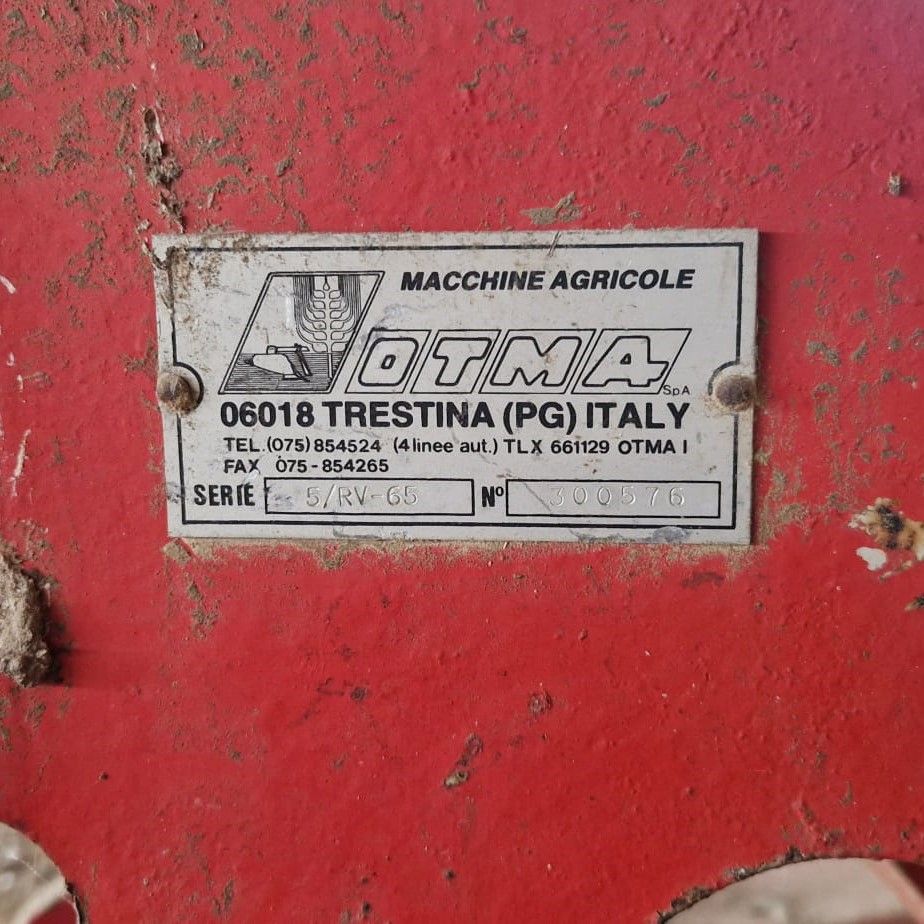 MACCHINE AGRICOLE
OTMA SpA
06018 TRESTINA (PG) ITALY
TEL. (075) 854524 (4 linee aut.) TLX 661129 OTMA I
FAX 075-854265
SERIE 5/RV-65 Nº 300576